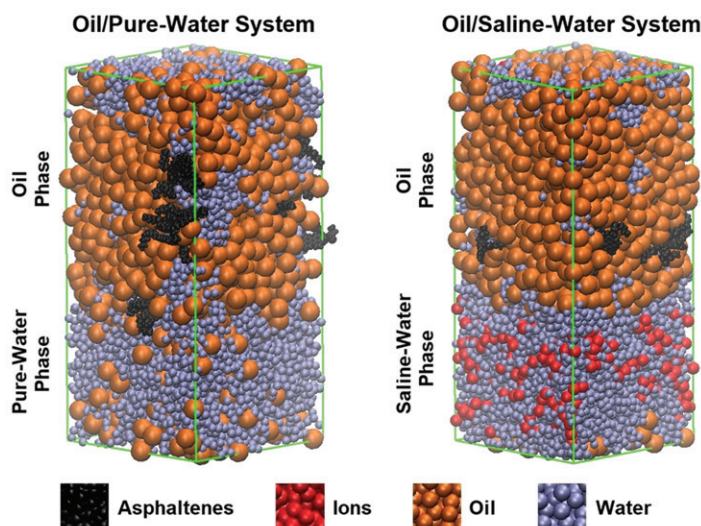 Oil/Pure-Water System
Oil/Saline-Water System
Oil
Phase
Pure-Water
Phase
Oil
Phase
Saline-Water
Phase
Asphaltenes
Ions
Oil
Water